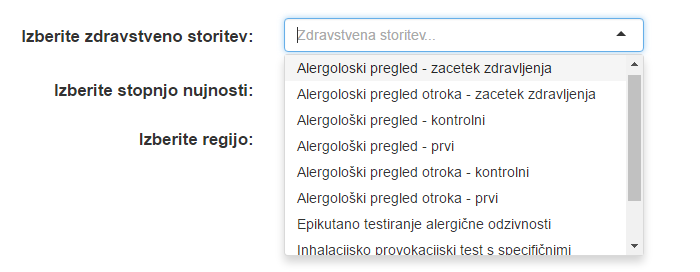 Izberite zdravstveno storitev:
Zdravstvena storitev...
Alergoloski pregled - zacetek zdravljenja
Izberite stopnjo nujnosti:
Alergoloski pregled otroka - zacetek zdravljenja
Alergološki pregled - kontrolni
Izberite regijo:
Alergološki pregled - prvi
Alergološki pregled otroka - kontrolni
Alergološki pregled otroka - prvi
Epikutano testiranje alergične odzivnosti
Inhalacijsko provokacijski test s specifičnimi